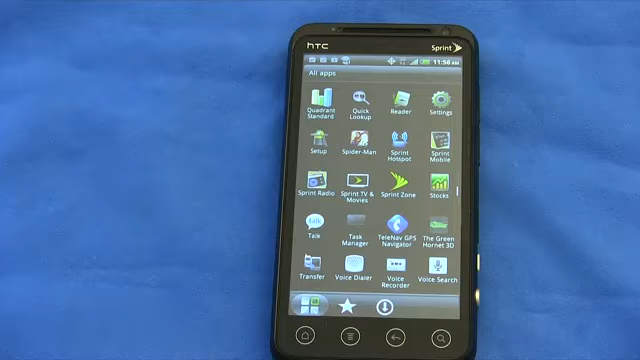 hTC Sprint
11:56 AM
All apps
Quadrant Standard
Quick Lookup
Reader
Settings
Setup
Spider-Man
Sprint Hotspot
Sprint Mobile
Sprint Radio
Sprint TV & Movies
Sprint Zone
Stocks
talk
Talk
Task Manager
TeleNav GPS Navigator
The Green Hornet 3D
Transfer
Voice Dialer
Voice Recorder
Voice Search